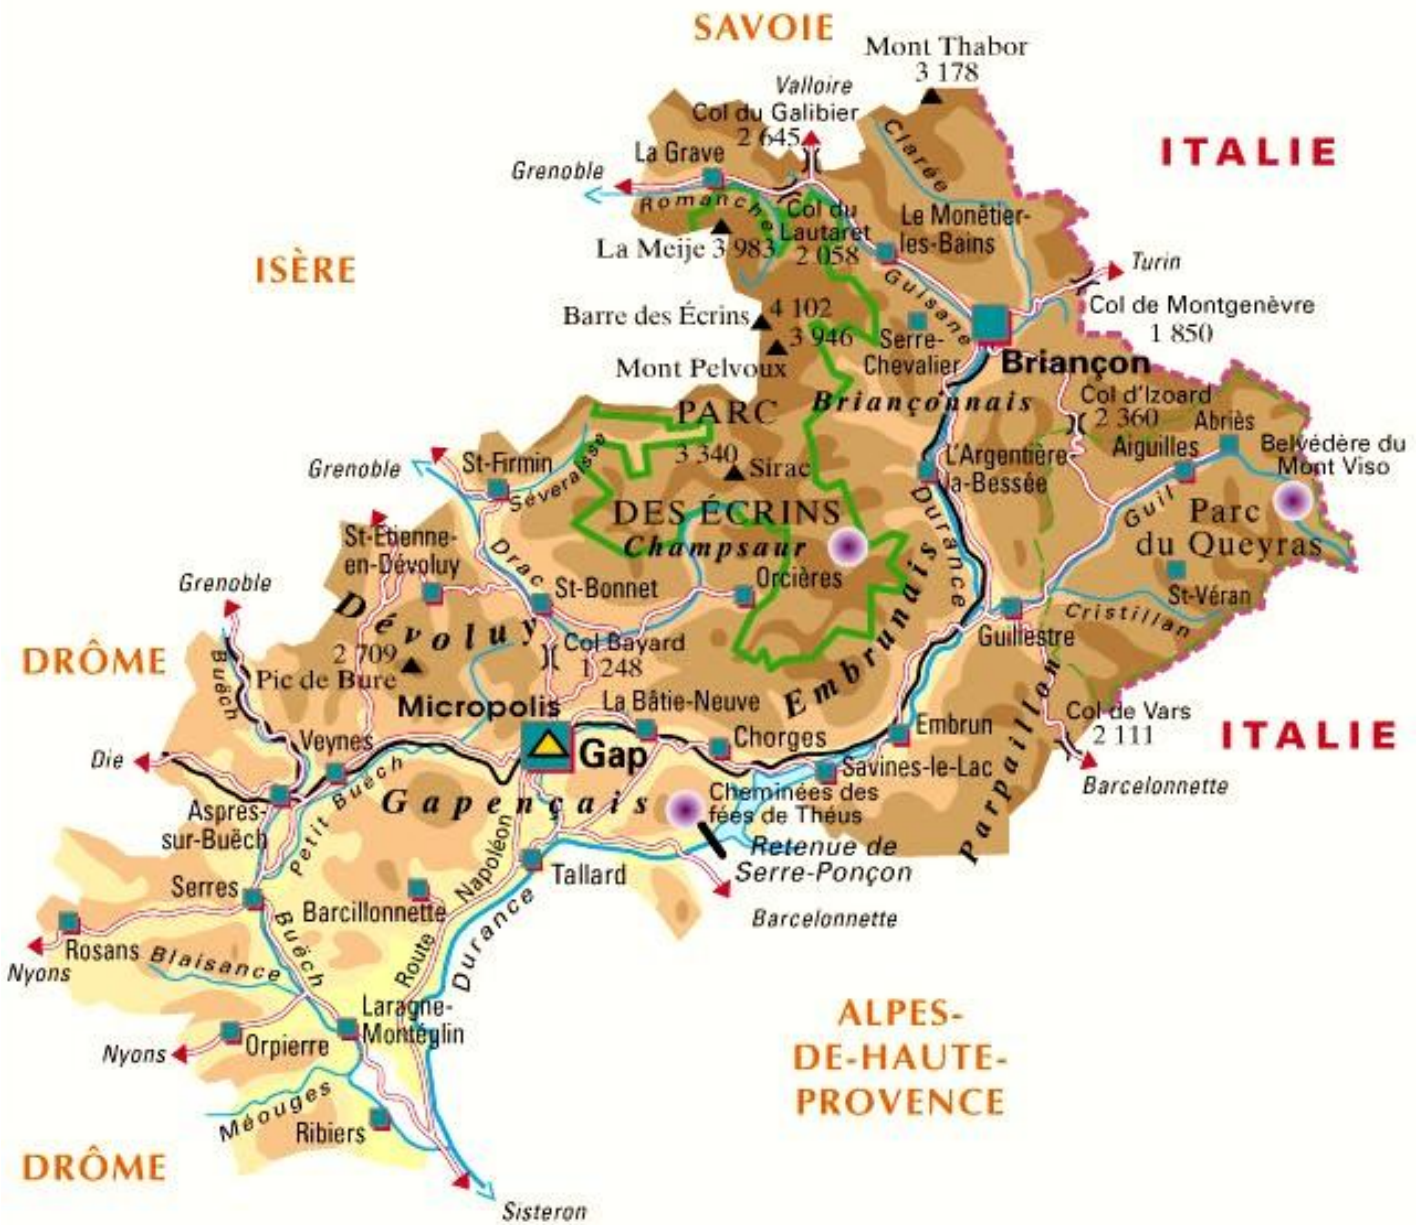 SAVOIE
Mont Thabor
3 178
Valloire
Col du Galibier
2 645
Clarée
ITALIE
La Grave
Grenoble
Romanche
Col du
Lautaret
2 058
Le Monêtier-
les-Bains
La Meije 3 983
ISÈRE
Turin
Guisane
Col de Montgenèvre
1 850
Barre des Écrins
4 102
3 946
Mont Pelvoux
Serre-
Chevalier
Briançon
Briançonnais
Col d'Izoard
2 360
Abriès
Aiguilles
Belvédère du
Mont Viso
PARC
3 340
Sirac
DES ÉCRINS
Champsaur
L'Argentière-
la-Bessée
Guil
Parc
du Queyras
Grenoble
St-Firmin
Séveraisse
St-Etienne-
en-Dévoluy
Drac
St-Bonnet
Orcières
Durance
St-Véran
Cristillan
Guillestre
Grenoble
Dévoluy
Embrunais
DRÔME
Buëch
2 709
Pic de Bure
Col Bayard
1 248
Micropolis
La Bâtie-Neuve
Parpaillon
Col de Vars
2 111
ITALIE
Embrun
Die
Veynes
Gap
Chorges
Savines-le-Lac
Barcelonnette
Petit Buëch
Gapençais
Cheminées des
fées de Théus
Aspres-
sur-Buëch
Retenue de
Serre-Ponçon
Serres
Barcillonnette
Route Napoléon
Tallard
Barcelonnette
Rosans
Nyons
Blaisance
Buëch
Durance
Laragne-
Montéglin
ALPES-
DE-HAUTE-
PROVENCE
Orpierre
Nyons
Méouges
Ribiers
DRÔME
Sisteron